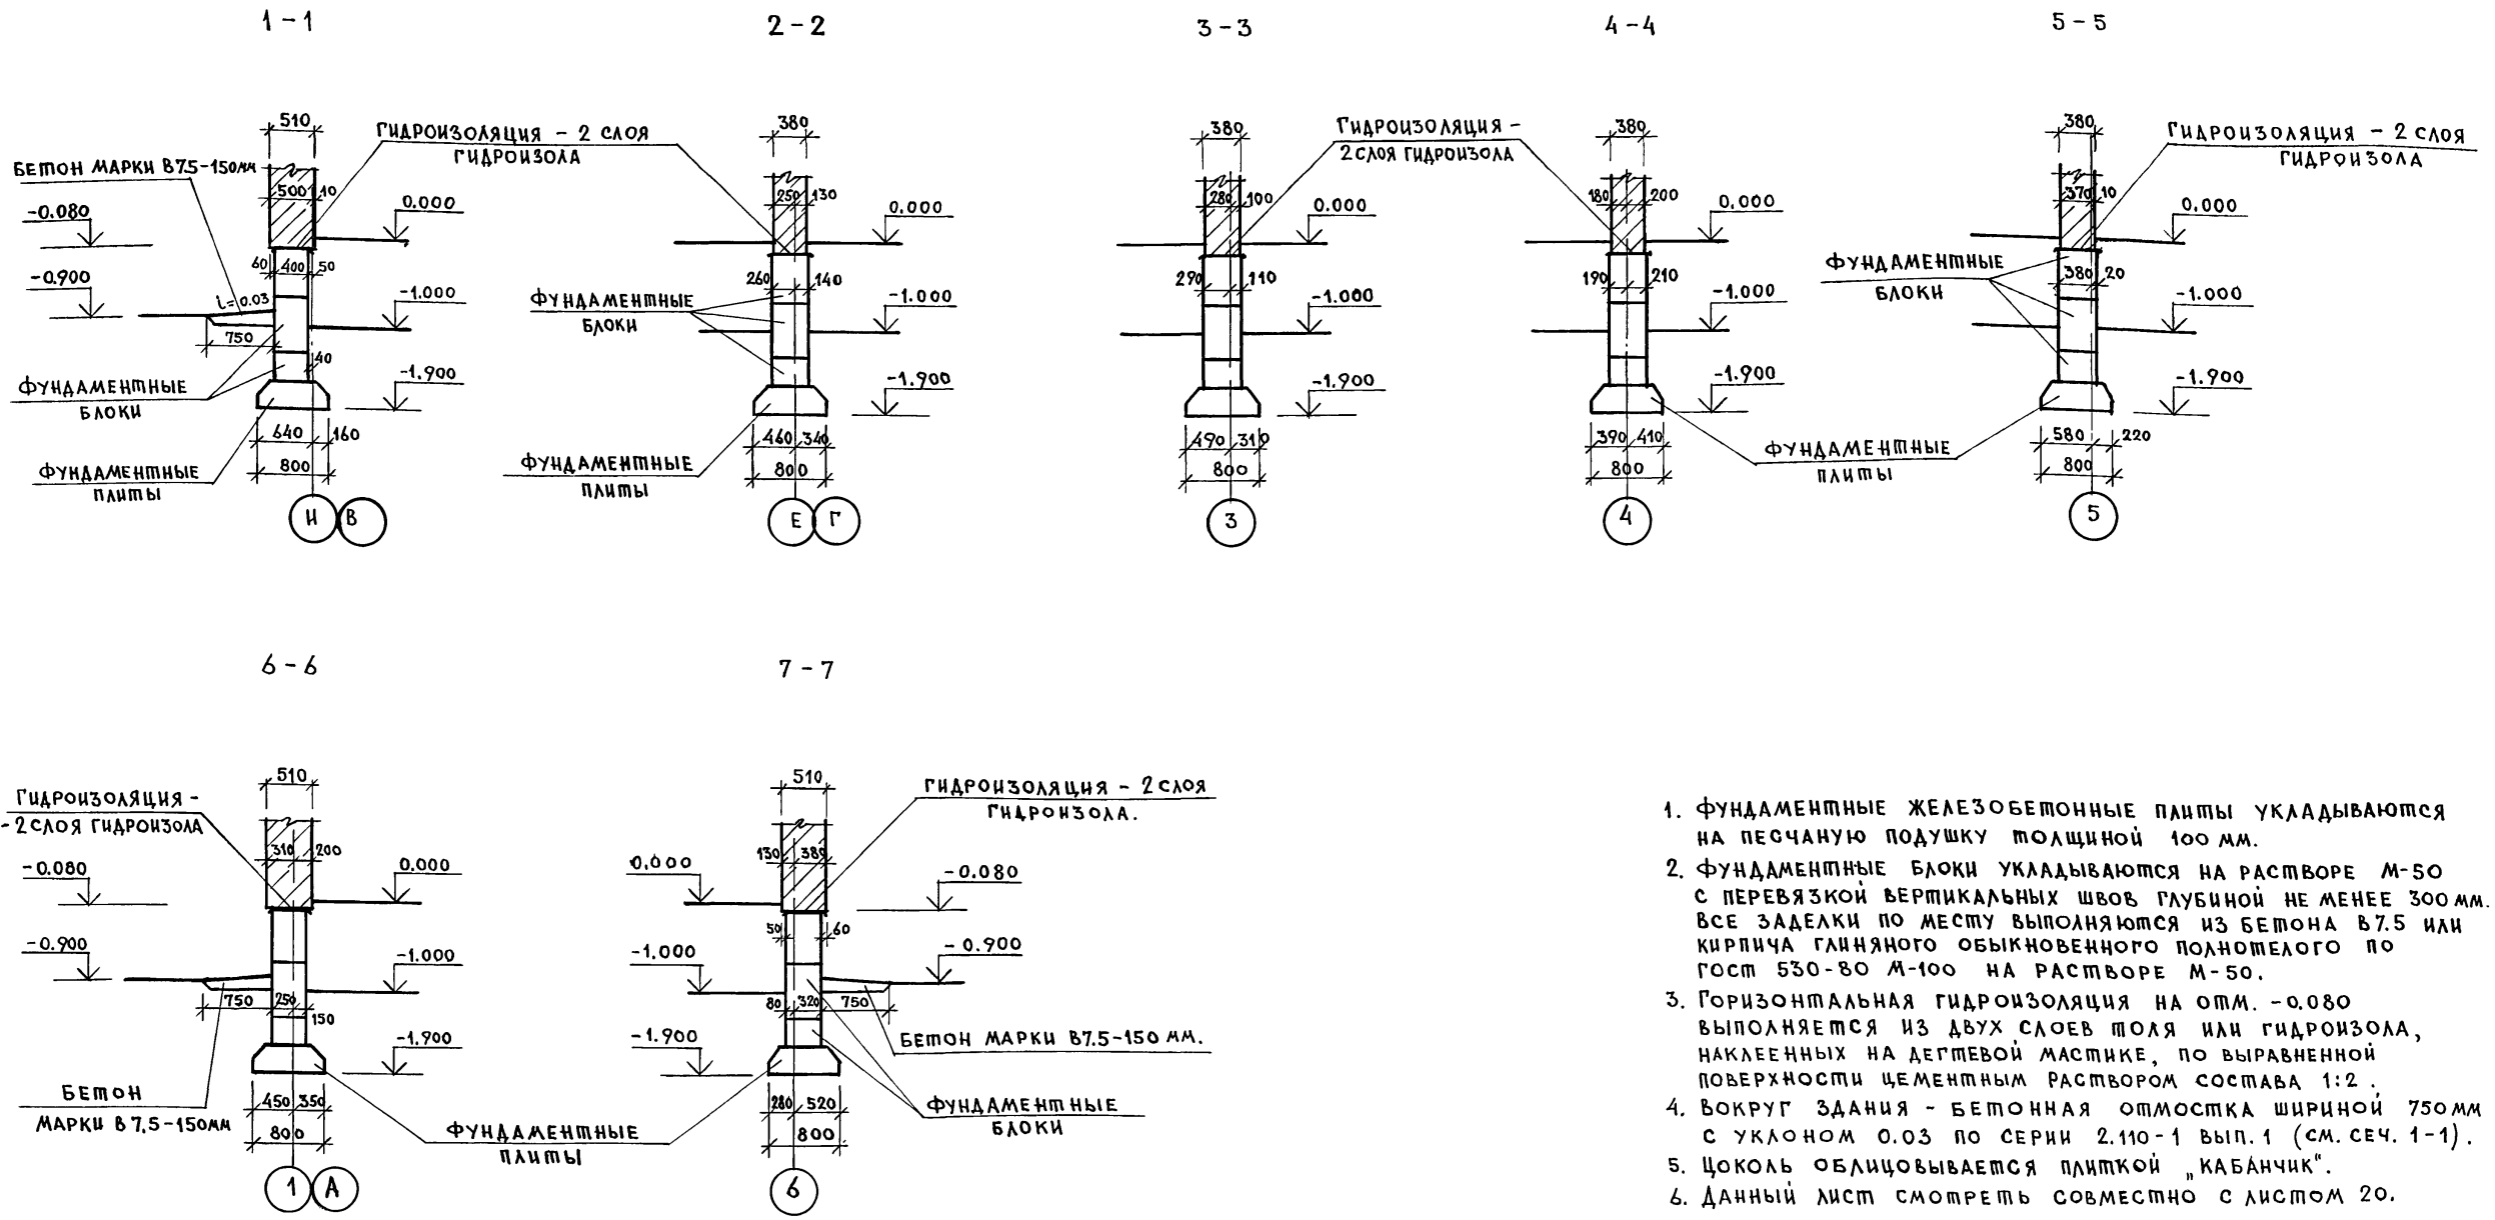 1-1
510
БЕТОН МАРКИ В7.5-150ММ
ГИДРОИЗОЛЯЦИЯ - 2 СЛОЯ
ГИДРОИЗОЛА
500
10
-0.080
0.000
60
400
50
-0.900
i=0.03
-1.000
750
40
-1.900
ФУНДАМЕНТНЫЕ
БЛОКИ
640
160
800
ФУНДАМЕНТНЫЕ
ПЛИТЫ
И
В
2-2
380
250
130
0.000
260
140
ФУНДАМЕНТНЫЕ
БЛОКИ
-1.000
-1.900
460
340
800
ФУНДАМЕНТНЫЕ
ПЛИТЫ
Е
Г
3-3
380
ГИДРОИЗОЛЯЦИЯ -
2 СЛОЯ ГИДРОИЗОЛА
280
100
0.000
290
110
-1.000
-1.900
490
310
800
3
4-4
380
180
200
0.000
190
210
-1.000
-1.900
390
410
800
ФУНДАМЕНТНЫЕ
ПЛИТЫ
4
5-5
380
ГИДРОИЗОЛЯЦИЯ - 2 СЛОЯ
ГИДРОИЗОЛА
370
10
0.000
ФУНДАМЕНТНЫЕ
БЛОКИ
380
20
-1.000
-1.900
580
220
800
5
6-6
510
ГИДРОИЗОЛЯЦИЯ -
- 2 СЛОЯ ГИДРОИЗОЛА
310
200
-0.080
0.000
-0.900
-1.000
750
250
150
-1.900
БЕТОН
МАРКИ В 7.5-150ММ
450
350
800
ФУНДАМЕНТНЫЕ
ПЛИТЫ
1
А
7-7
510
ГИДРОИЗОЛЯЦИЯ - 2 СЛОЯ
ГИДРОИЗОЛА.
130
380
0.000
-0.080
50
60
-1.000
-0.900
80
320
750
БЕТОН МАРКИ В7.5-150 ММ.
-1.900
280
520
800
ФУНДАМЕНТНЫЕ
БЛОКИ
6
1. ФУНДАМЕНТНЫЕ ЖЕЛЕЗОБЕТОННЫЕ ПЛИТЫ УКЛАДЫВАЮТСЯ
НА ПЕСЧАНУЮ ПОДУШКУ ТОЛЩИНОЙ 100 ММ.
2. ФУНДАМЕНТНЫЕ БЛОКИ УКЛАДЫВАЮТСЯ НА РАСТВОРЕ М-50
С ПЕРЕВЯЗКОЙ ВЕРТИКАЛЬНЫХ ШВОВ ГЛУБИНОЙ НЕ МЕНЕЕ 300 ММ.
ВСЕ ЗАДЕЛКИ ПО МЕСТУ ВЫПОЛНЯЮТСЯ ИЗ БЕТОНА В7.5 ИЛИ
КИРПИЧА ГЛИНЯНОГО ОБЫКНОВЕННОГО ПОЛНОТЕЛОГО ПО
ГОСТ 530-80 М-100 НА РАСТВОРЕ М-50.
3. ГОРИЗОНТАЛЬНАЯ ГИДРОИЗОЛЯЦИЯ НА ОТМ. -0.080
ВЫПОЛНЯЕТСЯ ИЗ ДВУХ СЛОЕВ ТОЛЯ ИЛИ ГИДРОИЗОЛА,
НАКЛЕЕННЫХ НА ДЕГТЕВОЙ МАСТИКЕ, ПО ВЫРАВНЕННОЙ
ПОВЕРХНОСТИ ЦЕМЕНТНЫМ РАСТВОРОМ СОСТАВА 1:2.
4. ВОКРУГ ЗДАНИЯ - БЕТОННАЯ ОТМОСТКА ШИРИНОЙ 750 ММ
С УКЛОНОМ 0.03 ПО СЕРИИ 2.110-1 ВЫП. 1 (СМ. СЕЧ. 1-1).
5. ЦОКОЛЬ ОБЛИЦОВЫВАЕТСЯ ПЛИТКОЙ „КАБАНЧИК".
6. ДАННЫЙ ЛИСТ СМОТРЕТЬ СОВМЕСТНО С ЛИСТОМ 20.